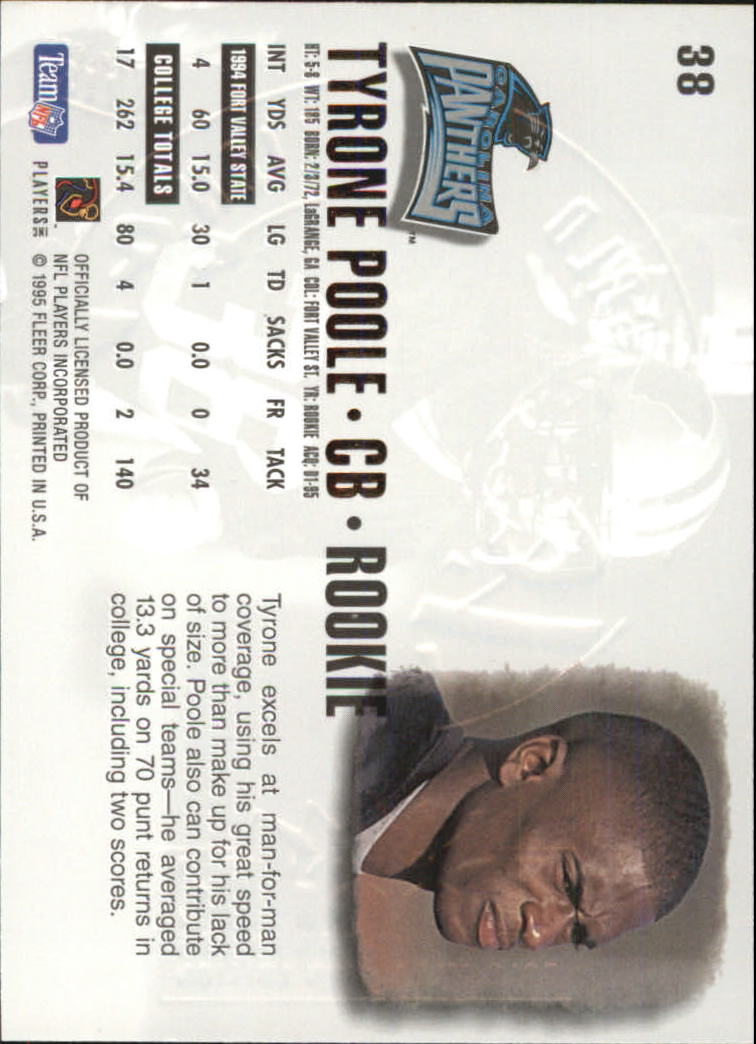 38
CAROLINA
PANTHERS
TM
TYRONE POOLE • CB • ROOKIE
HT: 5-8 WT: 185 BORN: 2/3/72, LaGRANGE, GA COL: FORT VALLEY ST. YR: ROOKIE ACQ: D1-95
INT YDS AVG LG TD SACKS FR TACK
1994 FORT VALLEY STATE
4 60 15.0 30 1 0.0 0 34
COLLEGE TOTALS
17 262 15.4 80 4 0.0 2 140
Tyrone excels at man-for-man
coverage, using his great speed
to more than make up for his lack
of size. Poole also can contribute
on special teams—he averaged
13.3 yards on 70 punt returns in
college, including two scores.
Team NFL
PLAYERS INC
OFFICIALLY LICENSED PRODUCT OF
NFL PLAYERS INCORPORATED
© 1995 FLEER CORP., PRINTED IN U.S.A.